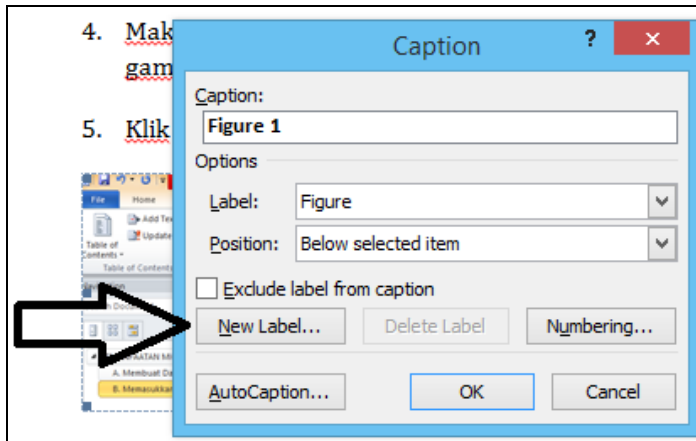 4. Mak
gam
5. Klik
Caption
?
×
Caption:
Figure 1
Options
Label: Figure
Position: Below selected item
Exclude label from caption
New Label... Delete Label Numbering...
AutoCaption... OK Cancel
File Home
Add Te
Update
Table of
Contents
Table of Contents
A. Membuat Da
B. Memasukkan